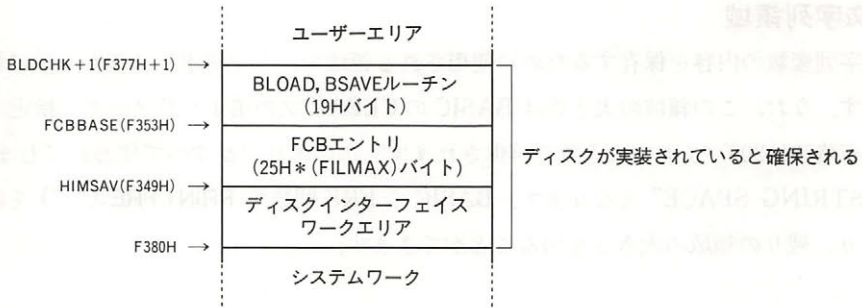 ユーザーエリア
BLDCHK+1(F377H+1)
BLOAD, BSAVEルーチン
(19Hバイト)
FCBBASE(F353H)
FCBエントリ
(25H*(FILMAX)バイト)
ディスクが実装されていると確保される
HIMSAV(F349H)
ディスクインターフェイス
ワークエリア
F380H
システムワーク